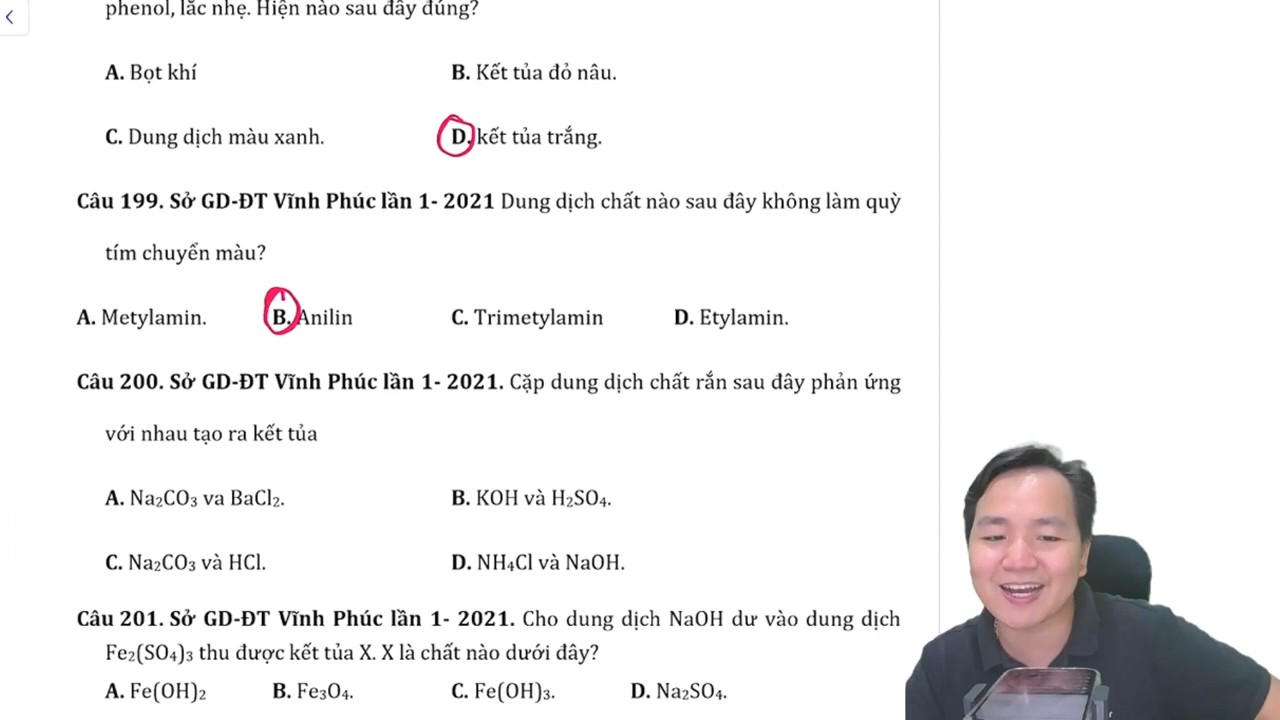 phenol, lắc nhẹ. Hiện nào sau đây đúng?
A. Bọt khí B. Kết tủa đỏ nâu.
C. Dung dịch màu xanh. D. kết tủa trắng.
Câu 199. Sở GD-ĐT Vĩnh Phúc lần 1- 2021 Dung dịch chất nào sau đây không làm quỳ
tím chuyển màu?
A. Metylamin. B. Anilin C. Trimetylamin D. Etylamin.
Câu 200. Sở GD-ĐT Vĩnh Phúc lần 1- 2021. Cặp dung dịch chất rắn sau đây phản ứng
với nhau tạo ra kết tủa
A. Na₂CO₃ va BaCl₂. B. KOH và H₂SO₄.
C. Na₂CO₃ và HCl. D. NH₄Cl và NaOH.
Câu 201. Sở GD-ĐT Vĩnh Phúc lần 1- 2021. Cho dung dịch NaOH dư vào dung dịch
Fe₂(SO₄)₃ thu được kết tủa X. X là chất nào dưới đây?
A. Fe(OH)₂ B. Fe₃O₄. C. Fe(OH)₃. D. Na₂SO₄.